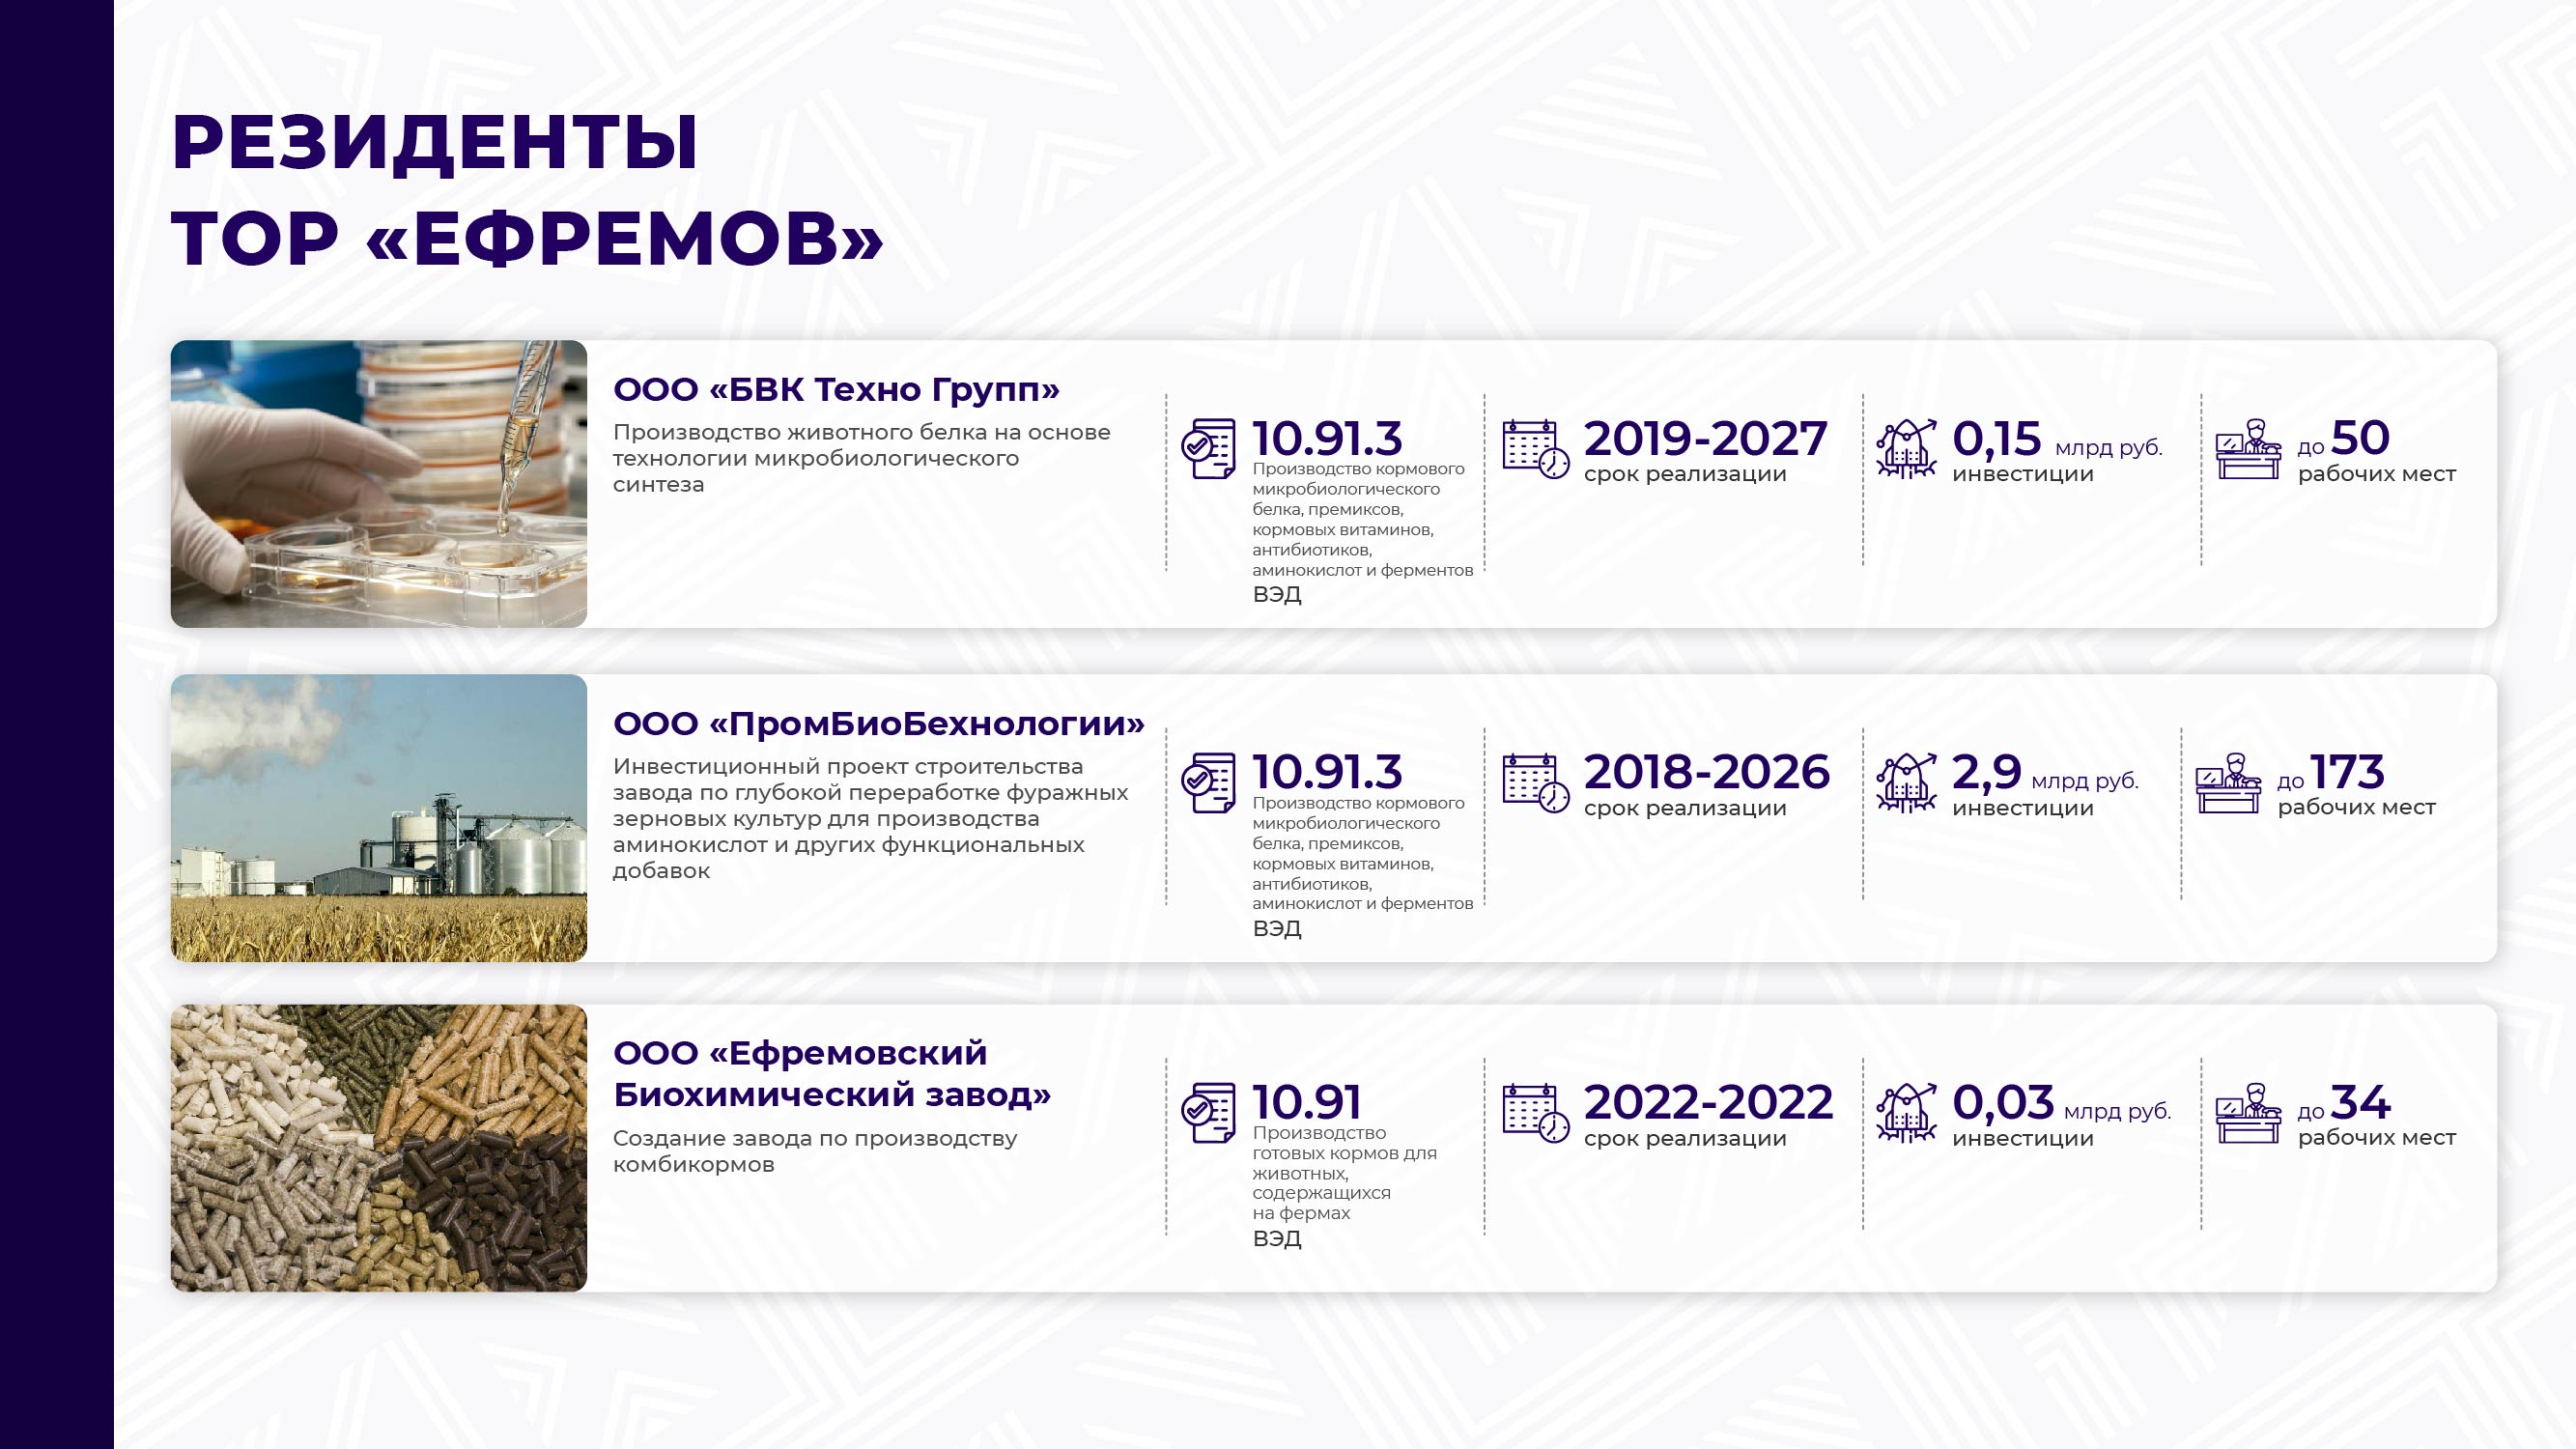 РЕЗИДЕНТЫ
ТОР «ЕФРЕМОВ»
ООО «БВК Техно Групп»
Производство животного белка на основе
технологии микробиологического
синтеза
10.91.3
Производство кормового
микробиологического
белка, премиксов,
кормовых витаминов,
антибиотиков,
аминокислот и ферментов
ВЭД
2019-2027
срок реализации
0,15 млрд руб.
инвестиции
до 50
рабочих мест
ООО «ПромБиоБехнологии»
Инвестиционный проект строительства
завода по глубокой переработке фуражных
зерновых культур для производства
аминокислот и других функциональных
добавок
10.91.3
Производство кормового
микробиологического
белка, премиксов,
кормовых витаминов,
антибиотиков,
аминокислот и ферментов
ВЭД
2018-2026
срок реализации
2,9 млрд руб.
инвестиции
до 173
рабочих мест
ООО «Ефремовский
Биохимический завод»
Создание завода по производству
комбикормов
10.91
Производство
готовых кормов для
животных,
содержащихся
на фермах
ВЭД
2022-2022
срок реализации
0,03 млрд руб.
инвестиции
до 34
рабочих мест